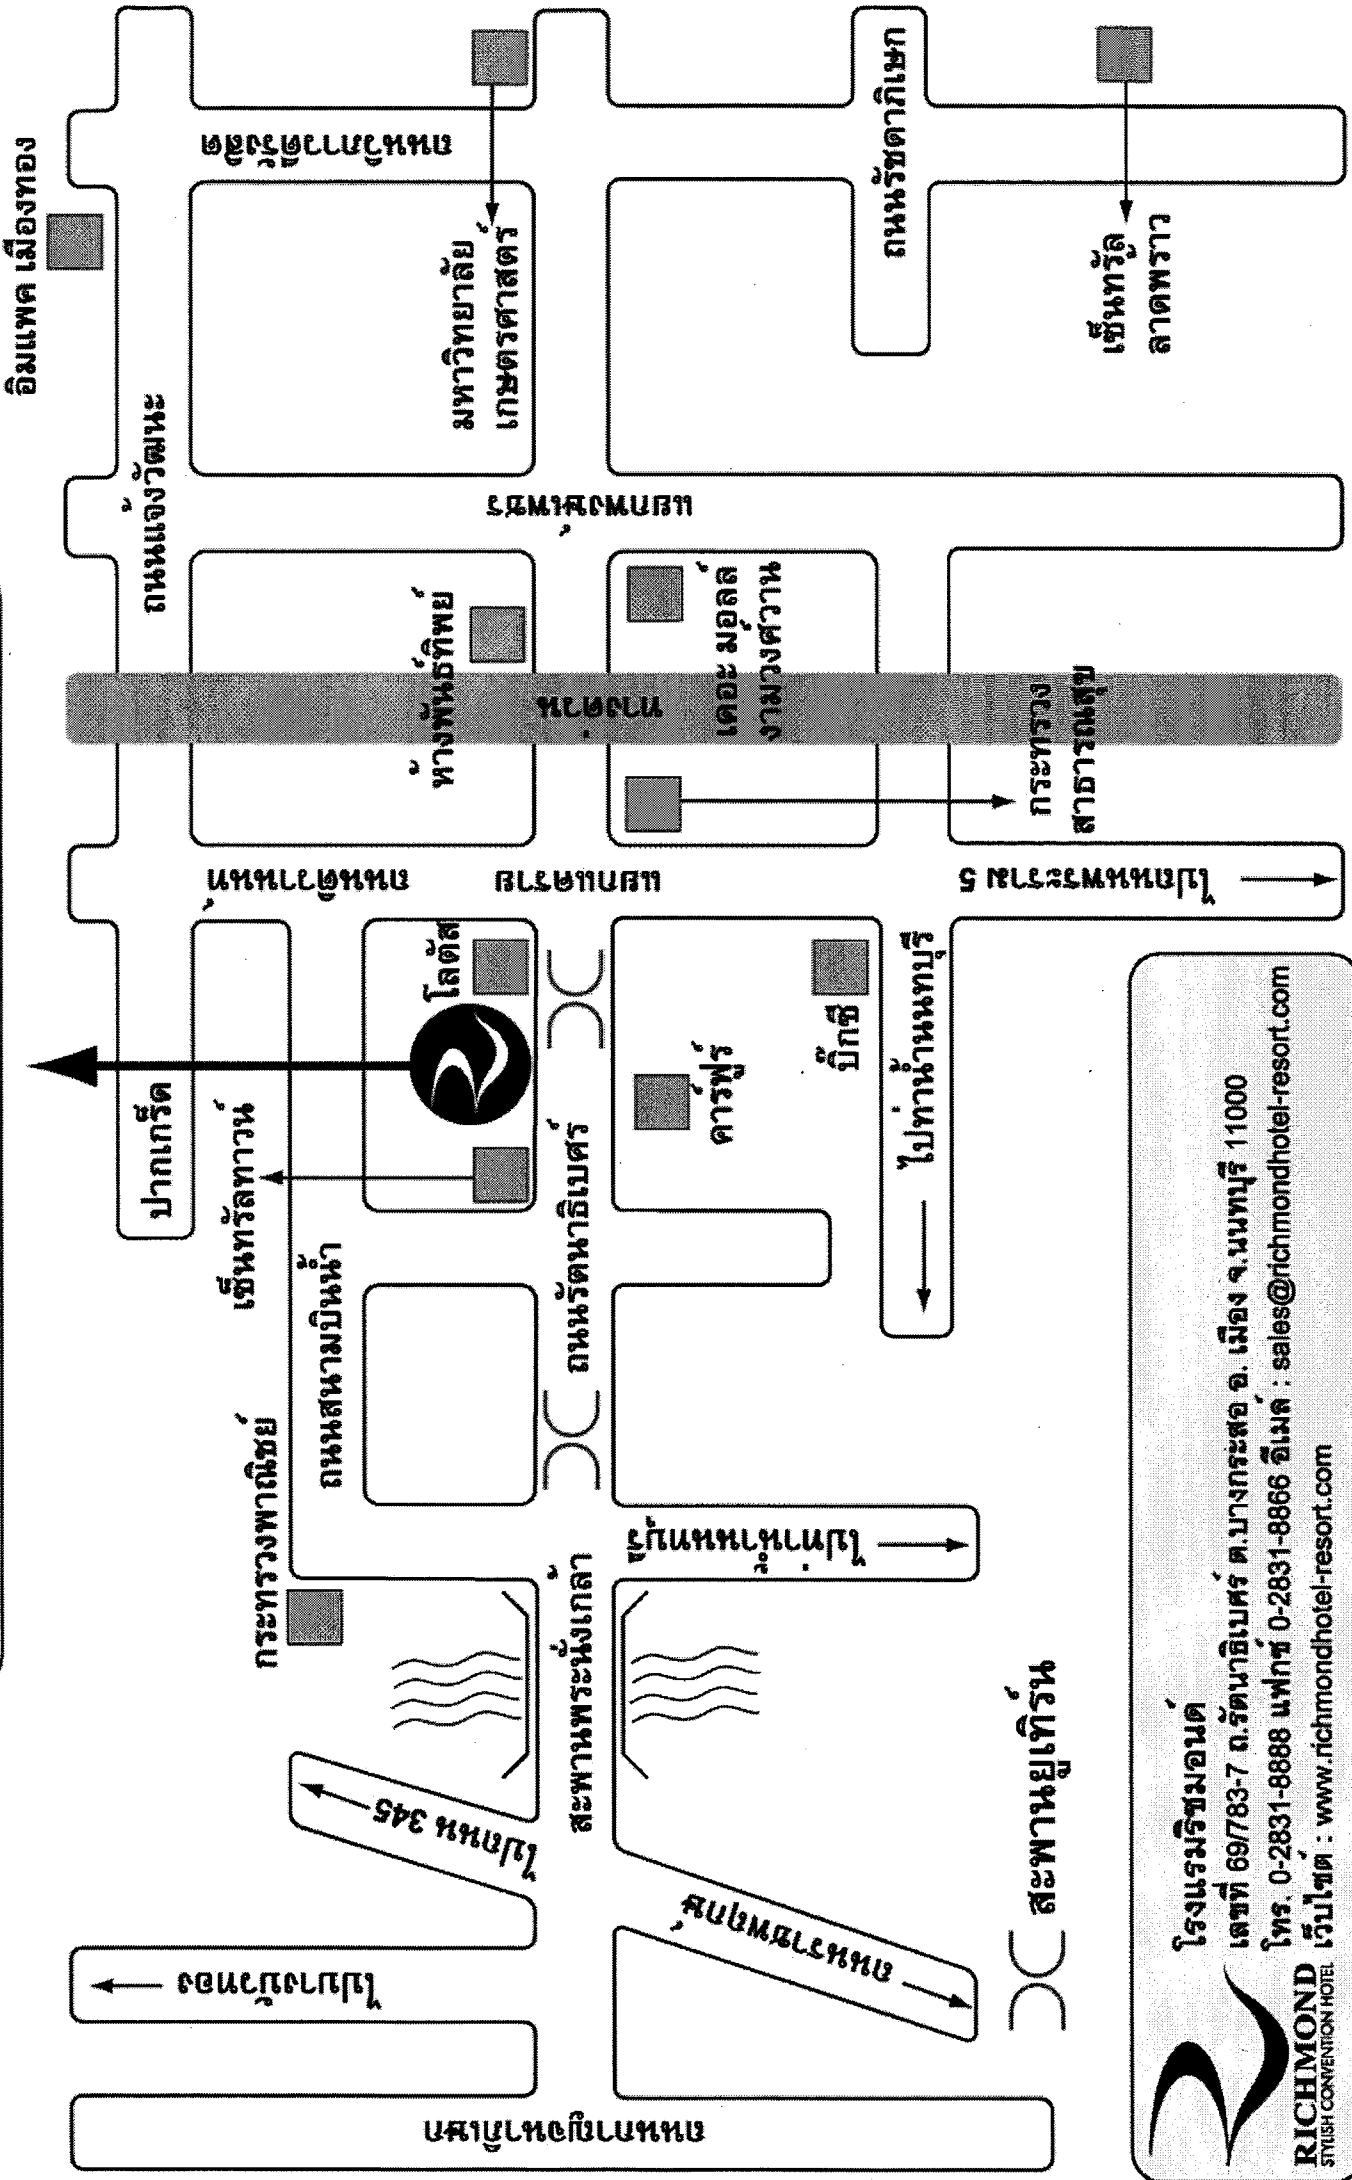 อิมแพค เมืองทอง
ถนนแจ้งวัฒนะ
ปากเกร็ด
ถนนวิภาวดีรังสิต
มหาวิทยาลัย
เกษตรศาสตร์
ถนนรัชดาภิเษก
เซ็นทรัล
ลาดพร้าว
แยกพงษ์เพชร
ห้างพันธ์ทิพย์
ทางด่วน
เดอะ มอลล์
งามวงศ์วาน
กระทรวง
สาธารณสุข
ถนนติวานนท์
แยกแคราย
ไปถนนพระราม 5
โลตัส
เซ็นทรัลทาวน์
ถนนสนามบินน้ำ
ถนนรัตนาธิเบศร์
คาร์ฟูร์
บิ๊กซี
ไปท่าน้ำนนทบุรี
กระทรวงพาณิชย์
ไปท่าน้ำนนทบุรี
สะพานพระนั่งเกล้า
ไปถนน 345
ถนนราชพฤกษ์
สะพานยูเทิร์น
ไปบางบัวทอง
ถนนกาญจนาภิเษก
RICHMOND
STYLISH CONVENTION HOTEL
โรงแรมริชมอนด์
เลขที่ 69/783-7 ถ.รัตนาธิเบศร์ ต.บางกระสอ อ. เมือง จ.นนทบุรี 11000
โทร. 0-2831-8888 แฟกซ์ 0-2831-8866 อีเมล์ : sales@richmondhotel-resort.com
เว็บไซต์ : www.richmondhotel-resort.com